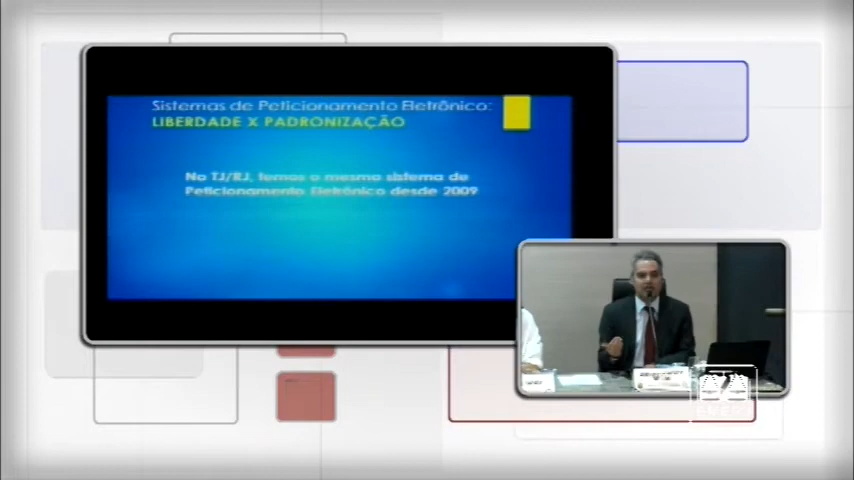 Sistemas de Peticionamento Eletrônico:
LIBERDADE X PADRONIZAÇÃO
No TJ/RJ, temos o mesmo sistema de
Peticionamento Eletrônico desde 2009